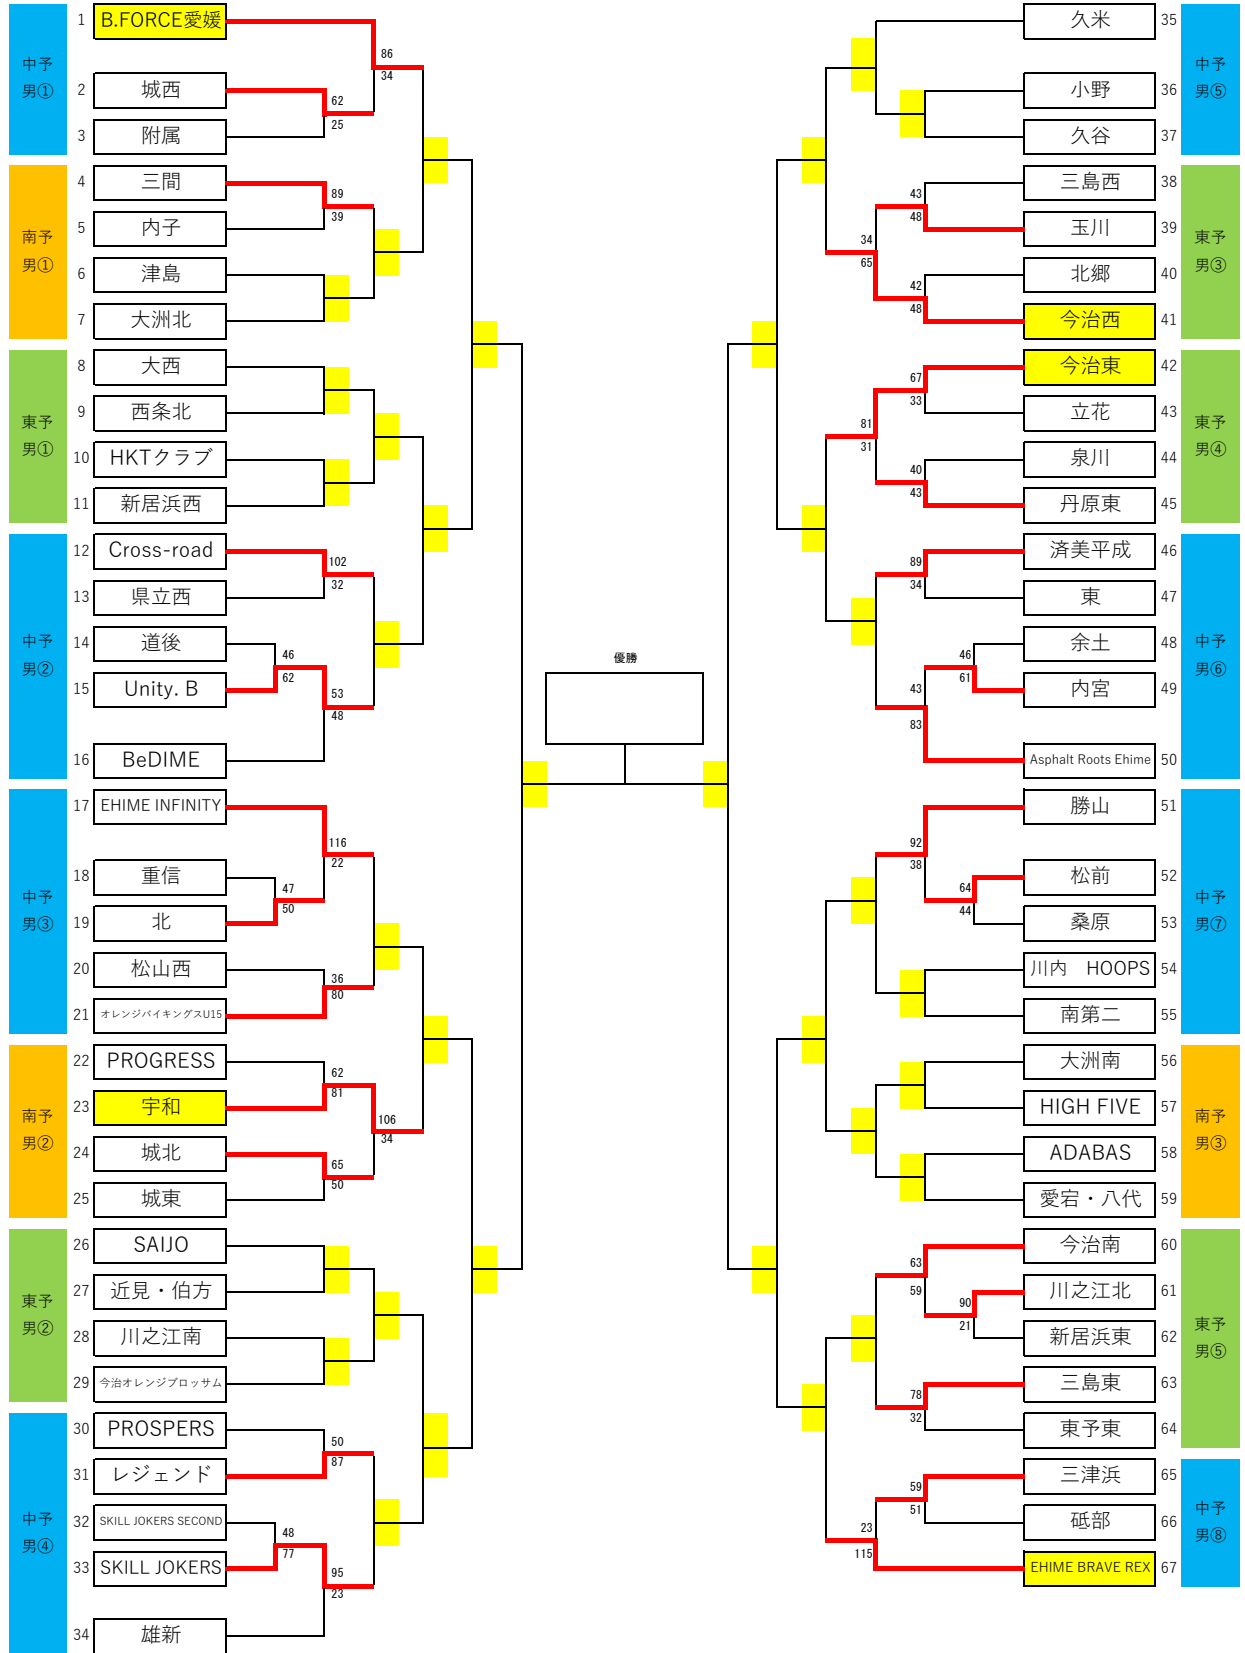 中予
男①
1 B.FORCE愛媛
86
34
2 城西
62
25
3 附属
南予
男①
4 三間
89
39
5 内子
6 津島
7 大洲北
東予
男①
8 大西
9 西条北
10 HKTクラブ
11 新居浜西
中予
男②
12 Cross-road
102
32
13 県立西
14 道後
46
62
15 Unity. B
53
48
16 BeDIME
中予
男③
17 EHIME INFINITY
116
22
18 重信
47
50
19 北
20 松山西
36
80
21 オレンジバイキングスU15
南予
男②
22 PROGRESS
62
81
23 宇和
106
34
24 城北
65
50
25 城東
東予
男②
26 SAIJO
27 近見・伯方
28 川之江南
29 今治オレンジブロッサム
中予
男④
30 PROSPERS
50
87
31 レジェンド
32 SKILL JOKERS SECOND
48
77
33 SKILL JOKERS
95
23
34 雄新
優勝
久米 35
小野 36
久谷 37
中予
男⑤
三島西 38
43
48
玉川 39
34
65
北郷 40
42
48
今治西 41
東予
男③
今治東 42
67
33
立花 43
81
31
泉川 44
40
43
丹原東 45
東予
男④
済美平成 46
89
34
東 47
余土 48
46
61
内宮 49
43
83
Asphalt Roots Ehime 50
中予
男⑥
勝山 51
92
38
松前 52
64
44
桑原 53
川内　HOOPS 54
南第二 55
中予
男⑦
大洲南 56
HIGH FIVE 57
ADABAS 58
愛宕・八代 59
南予
男③
今治南 60
63
59
川之江北 61
90
21
新居浜東 62
三島東 63
78
32
東予東 64
東予
男⑤
三津浜 65
59
51
砥部 66
23
115
EHIME BRAVE REX 67
中予
男⑧